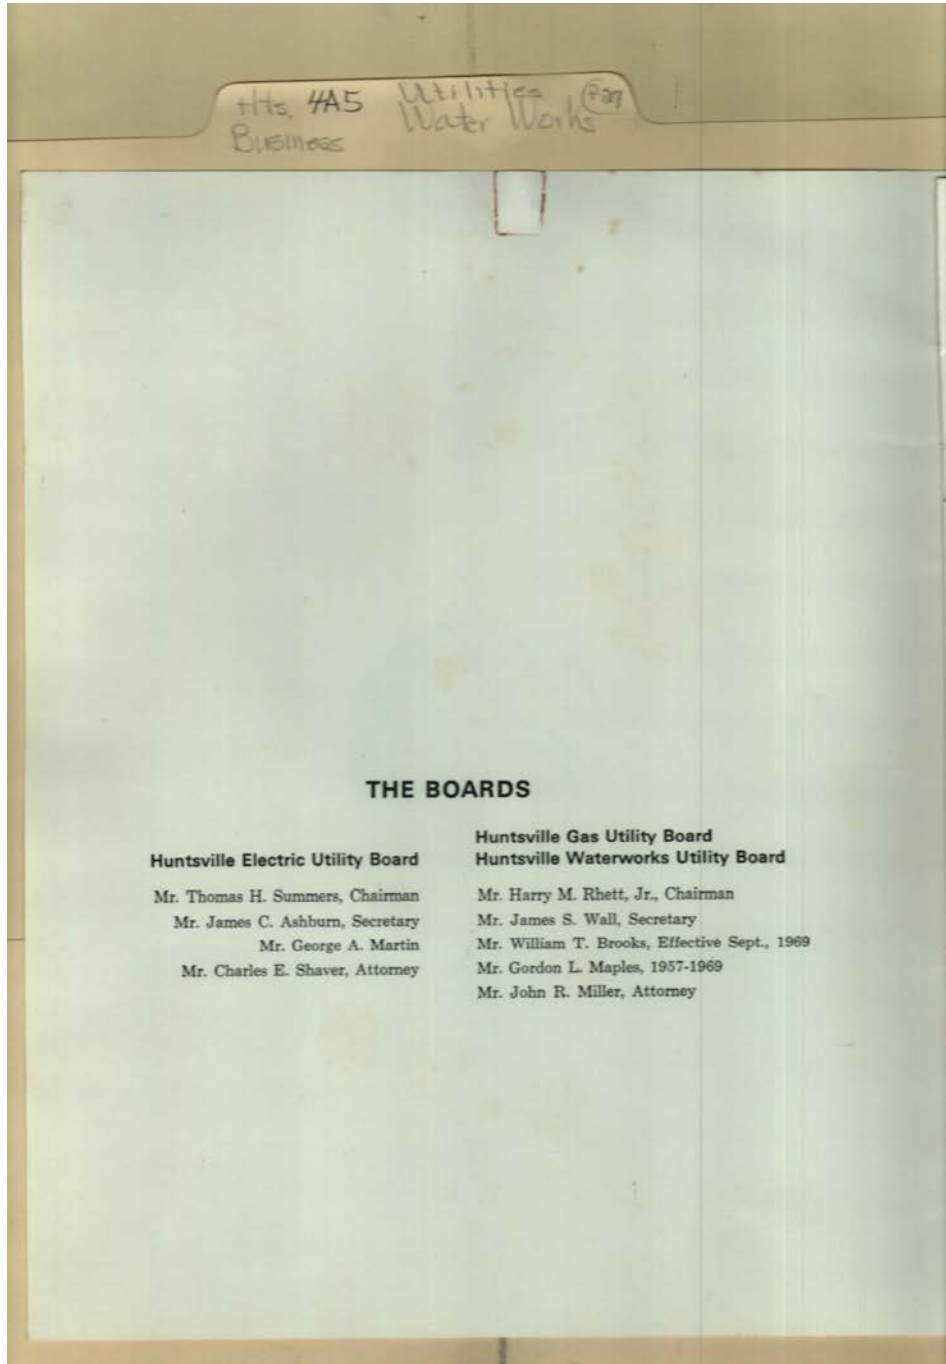 Hts. 4A5 Utilities
Business Water Works
THE BOARDS
Huntsville Electric Utility Board
Mr. Thomas H. Summers, Chairman
Mr. James C. Ashburn, Secretary
Mr. George A. Martin
Mr. Charles E. Shaver, Attorney
Huntsville Gas Utility Board
Huntsville Waterworks Utility Board
Mr. Harry M. Rhett, Jr., Chairman
Mr. James S. Wall, Secretary
Mr. William T. Brooks, Effective Sept., 1969
Mr. Gordon L. Maples, 1957-1969
Mr. John R. Miller, Attorney